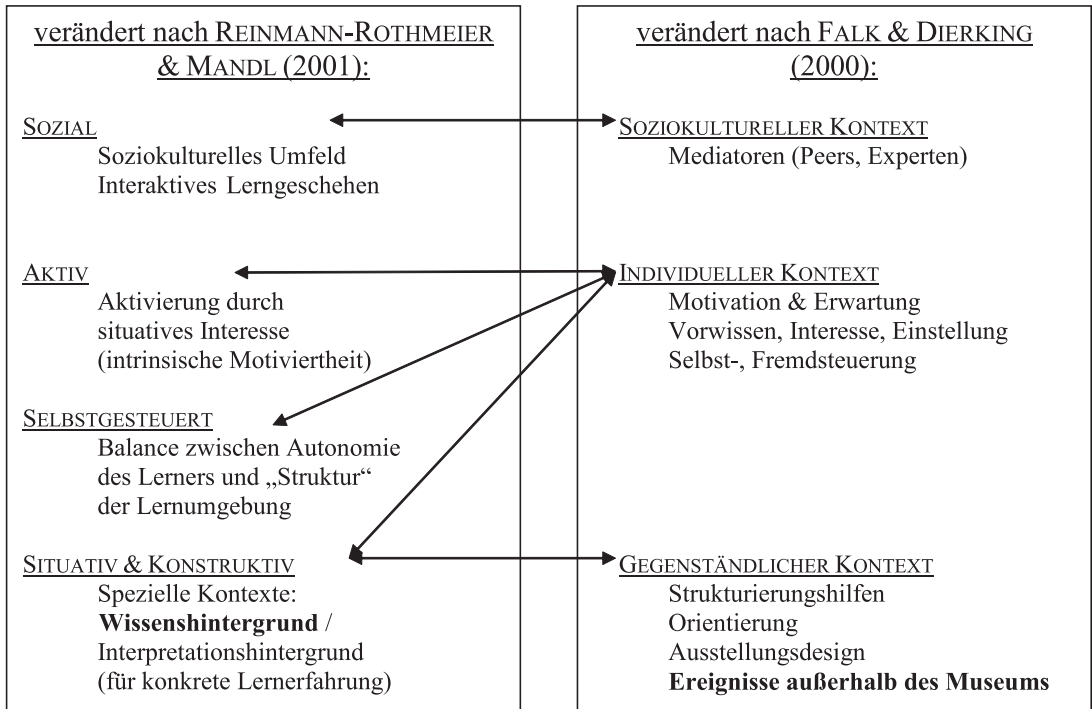 verändert nach REINMANN-ROTHMEIER
& MANDL (2001):
SOZIAL
Soziokulturelles Umfeld
Interaktives Lerngeschehen
AKTIV
Aktivierung durch
situatives Interesse
(intrinsische Motiviertheit)
SELBSTGESTEUERT
Balance zwischen Autonomie
des Lerners und „Struktur“
der Lernumgebung
SITUATIV & KONSTRUKTIV
Spezielle Kontexte:
Wissenshintergrund /
Interpretationshintergrund
(für konkrete Lernerfahrung)
verändert nach FALK & DIERKING
(2000):
SOZIOKULTURELLER KONTEXT
Mediatoren (Peers, Experten)
INDIVIDUELLER KONTEXT
Motivation & Erwartung
Vorwissen, Interesse, Einstellung
Selbst-, Fremdsteuerung
GEGENSTÄNDLICHER KONTEXT
Strukturierungshilfen
Orientierung
Ausstellungsdesign
Ereignisse außerhalb des Museums